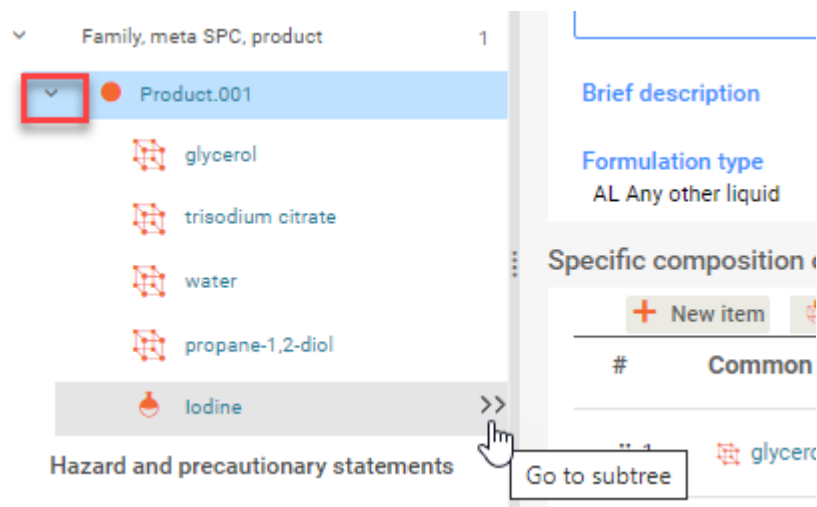 Family, meta SPC, product 1
Product.001
glycerol
trisodium citrate
water
propane-1,2-diol
Iodine
Hazard and precautionary statements
Brief description
Formulation type
AL Any other liquid
Specific composition
New item
# Common
1
Go to subtree